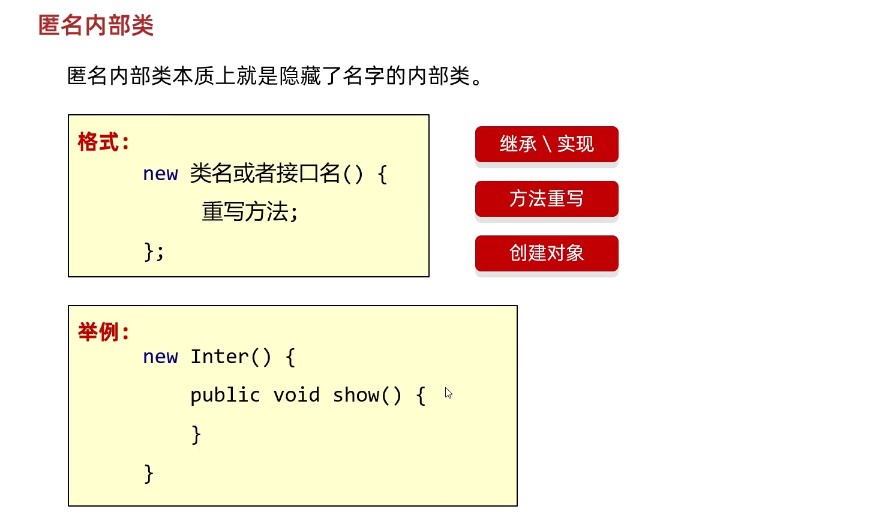 匿名内部类
匿名内部类本质上就是隐藏了名字的内部类。
格式：
new 类名或者接口名() {
重写方法;
};
继承 \ 实现
方法重写
创建对象
举例：
new Inter() {
public void show() {
}
}